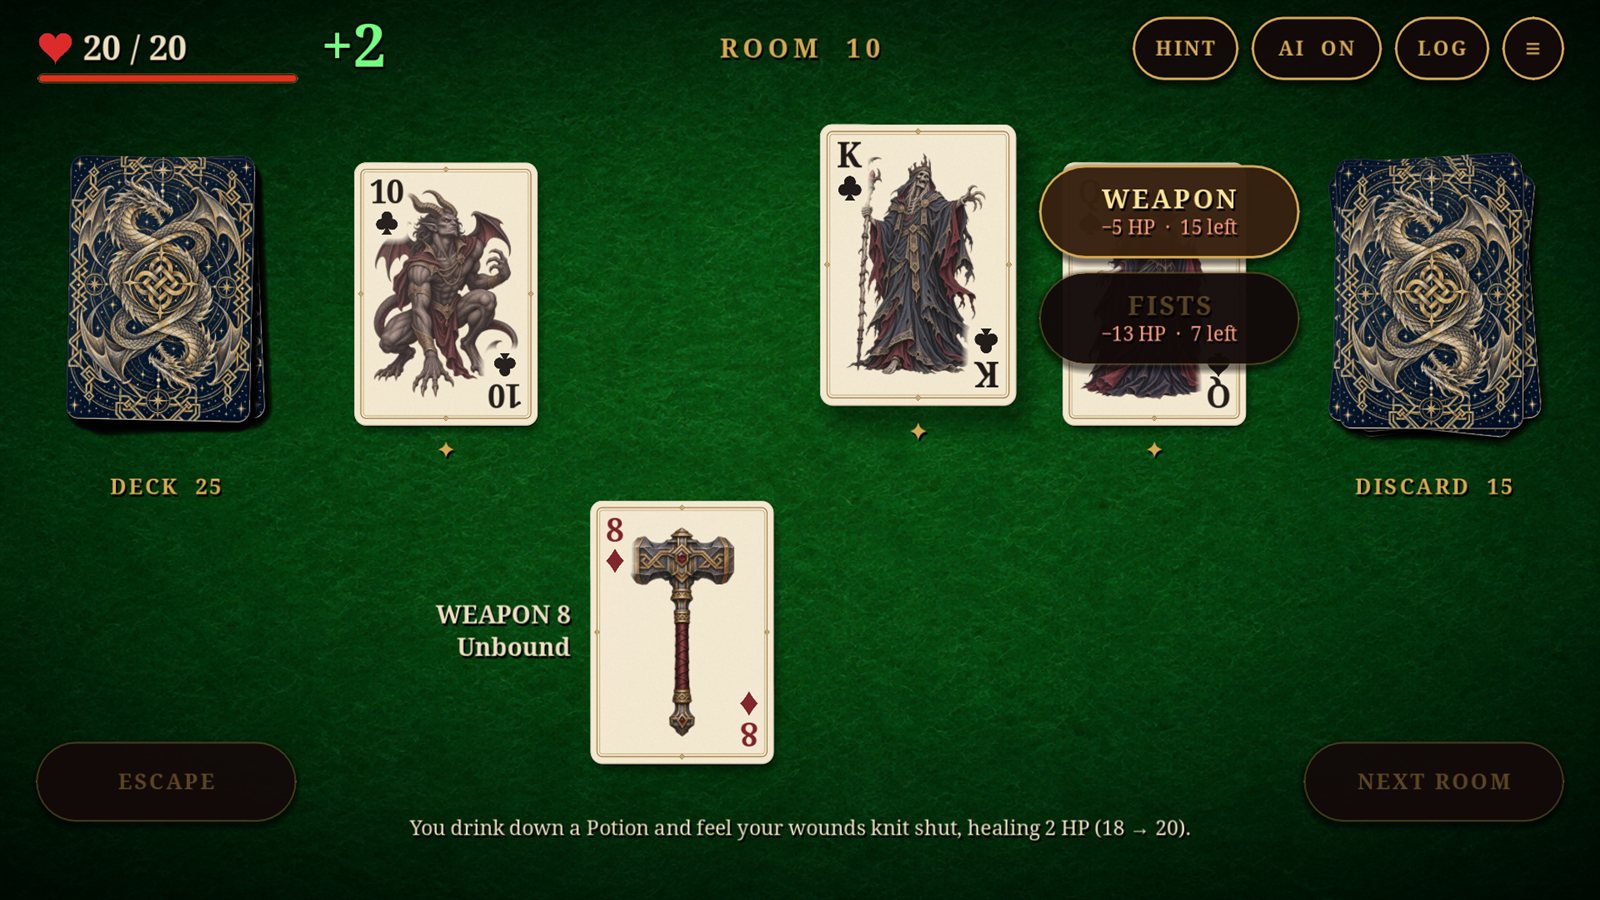 20 / 20
+2
ROOM 10
HINT
AI ON
LOG
≡
10
10
K
K
WEAPON
−5 HP · 15 left
FISTS
−13 HP · 7 left
Q
Q
DECK 25
DISCARD 15
8
8
WEAPON 8
Unbound
ESCAPE
NEXT ROOM
You drink down a Potion and feel your wounds knit shut, healing 2 HP (18 → 20).